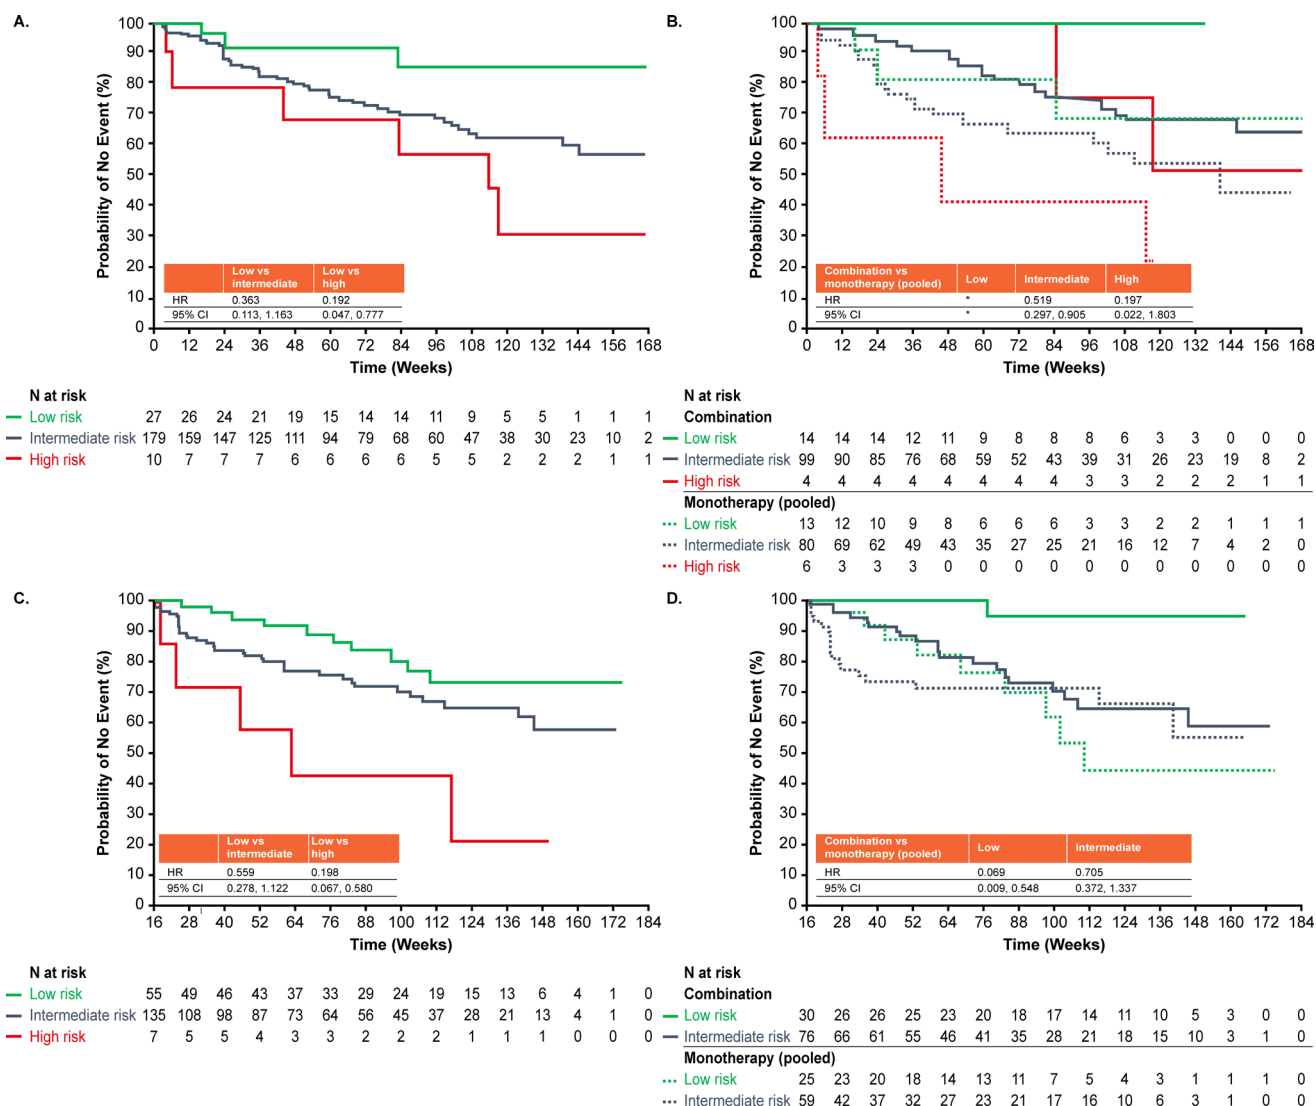 A.
Probability of No Event (%)
100
90
80
70
60
50
40
30
20
10
0
Low vs intermediate Low vs high
HR 0.363 0.192
95% CI 0.113, 1.163 0.047, 0.777
0 12 24 36 48 60 72 84 96 108 120 132 144 156 168
Time (Weeks)
N at risk
Low risk 27 26 24 21 19 15 14 14 11 9 5 5 1 1 1
Intermediate risk 179 159 147 125 111 94 79 68 60 47 38 30 23 10 2
High risk 10 7 7 7 6 6 6 6 5 5 2 2 2 1 1
B.
Probability of No Event (%)
100
90
80
70
60
50
40
30
20
10
0
Combination vs monotherapy (pooled) Low Intermediate High
HR * 0.519 0.197
95% CI * 0.297, 0.905 0.022, 1.803
0 12 24 36 48 60 72 84 96 108 120 132 144 156 168
Time (Weeks)
N at risk
Combination
Low risk 14 14 14 12 11 9 8 8 8 6 3 3 0 0 0
Intermediate risk 99 90 85 76 68 59 52 43 39 31 26 23 19 8 2
High risk 4 4 4 4 4 4 4 4 3 3 2 2 2 1 1
Monotherapy (pooled)
Low risk 13 12 10 9 8 6 6 6 3 3 2 2 1 1 1
Intermediate risk 80 69 62 49 43 35 27 25 21 16 12 7 4 2 0
High risk 6 3 3 3 0 0 0 0 0 0 0 0 0 0 0
C.
Probability of No Event (%)
100
90
80
70
60
50
40
30
20
10
0
Low vs intermediate Low vs high
HR 0.559 0.198
95% CI 0.278, 1.122 0.067, 0.580
16 28 40 52 64 76 88 100 112 124 136 148 160 172 184
Time (Weeks)
N at risk
Low risk 55 49 46 43 37 33 29 24 19 15 13 6 4 1 0
Intermediate risk 135 108 98 87 73 64 56 45 37 28 21 13 4 1 0
High risk 7 5 5 4 3 3 2 2 2 1 1 1 0 0 0
D.
Probability of No Event (%)
100
90
80
70
60
50
40
30
20
10
0
Combination vs monotherapy (pooled) Low Intermediate
HR 0.069 0.705
95% CI 0.009, 0.548 0.372, 1.337
16 28 40 52 64 76 88 100 112 124 136 148 160 172 184
Time (Weeks)
N at risk
Combination
Low risk 30 26 26 25 23 20 18 17 14 11 10 5 3 0 0
Intermediate risk 76 66 61 55 46 41 35 28 21 18 15 10 3 1 0
Monotherapy (pooled)
Low risk 25 23 20 18 14 13 11 7 5 4 3 1 1 1 0
Intermediate risk 59 42 37 32 27 23 21 17 16 10 6 3 1 0 0